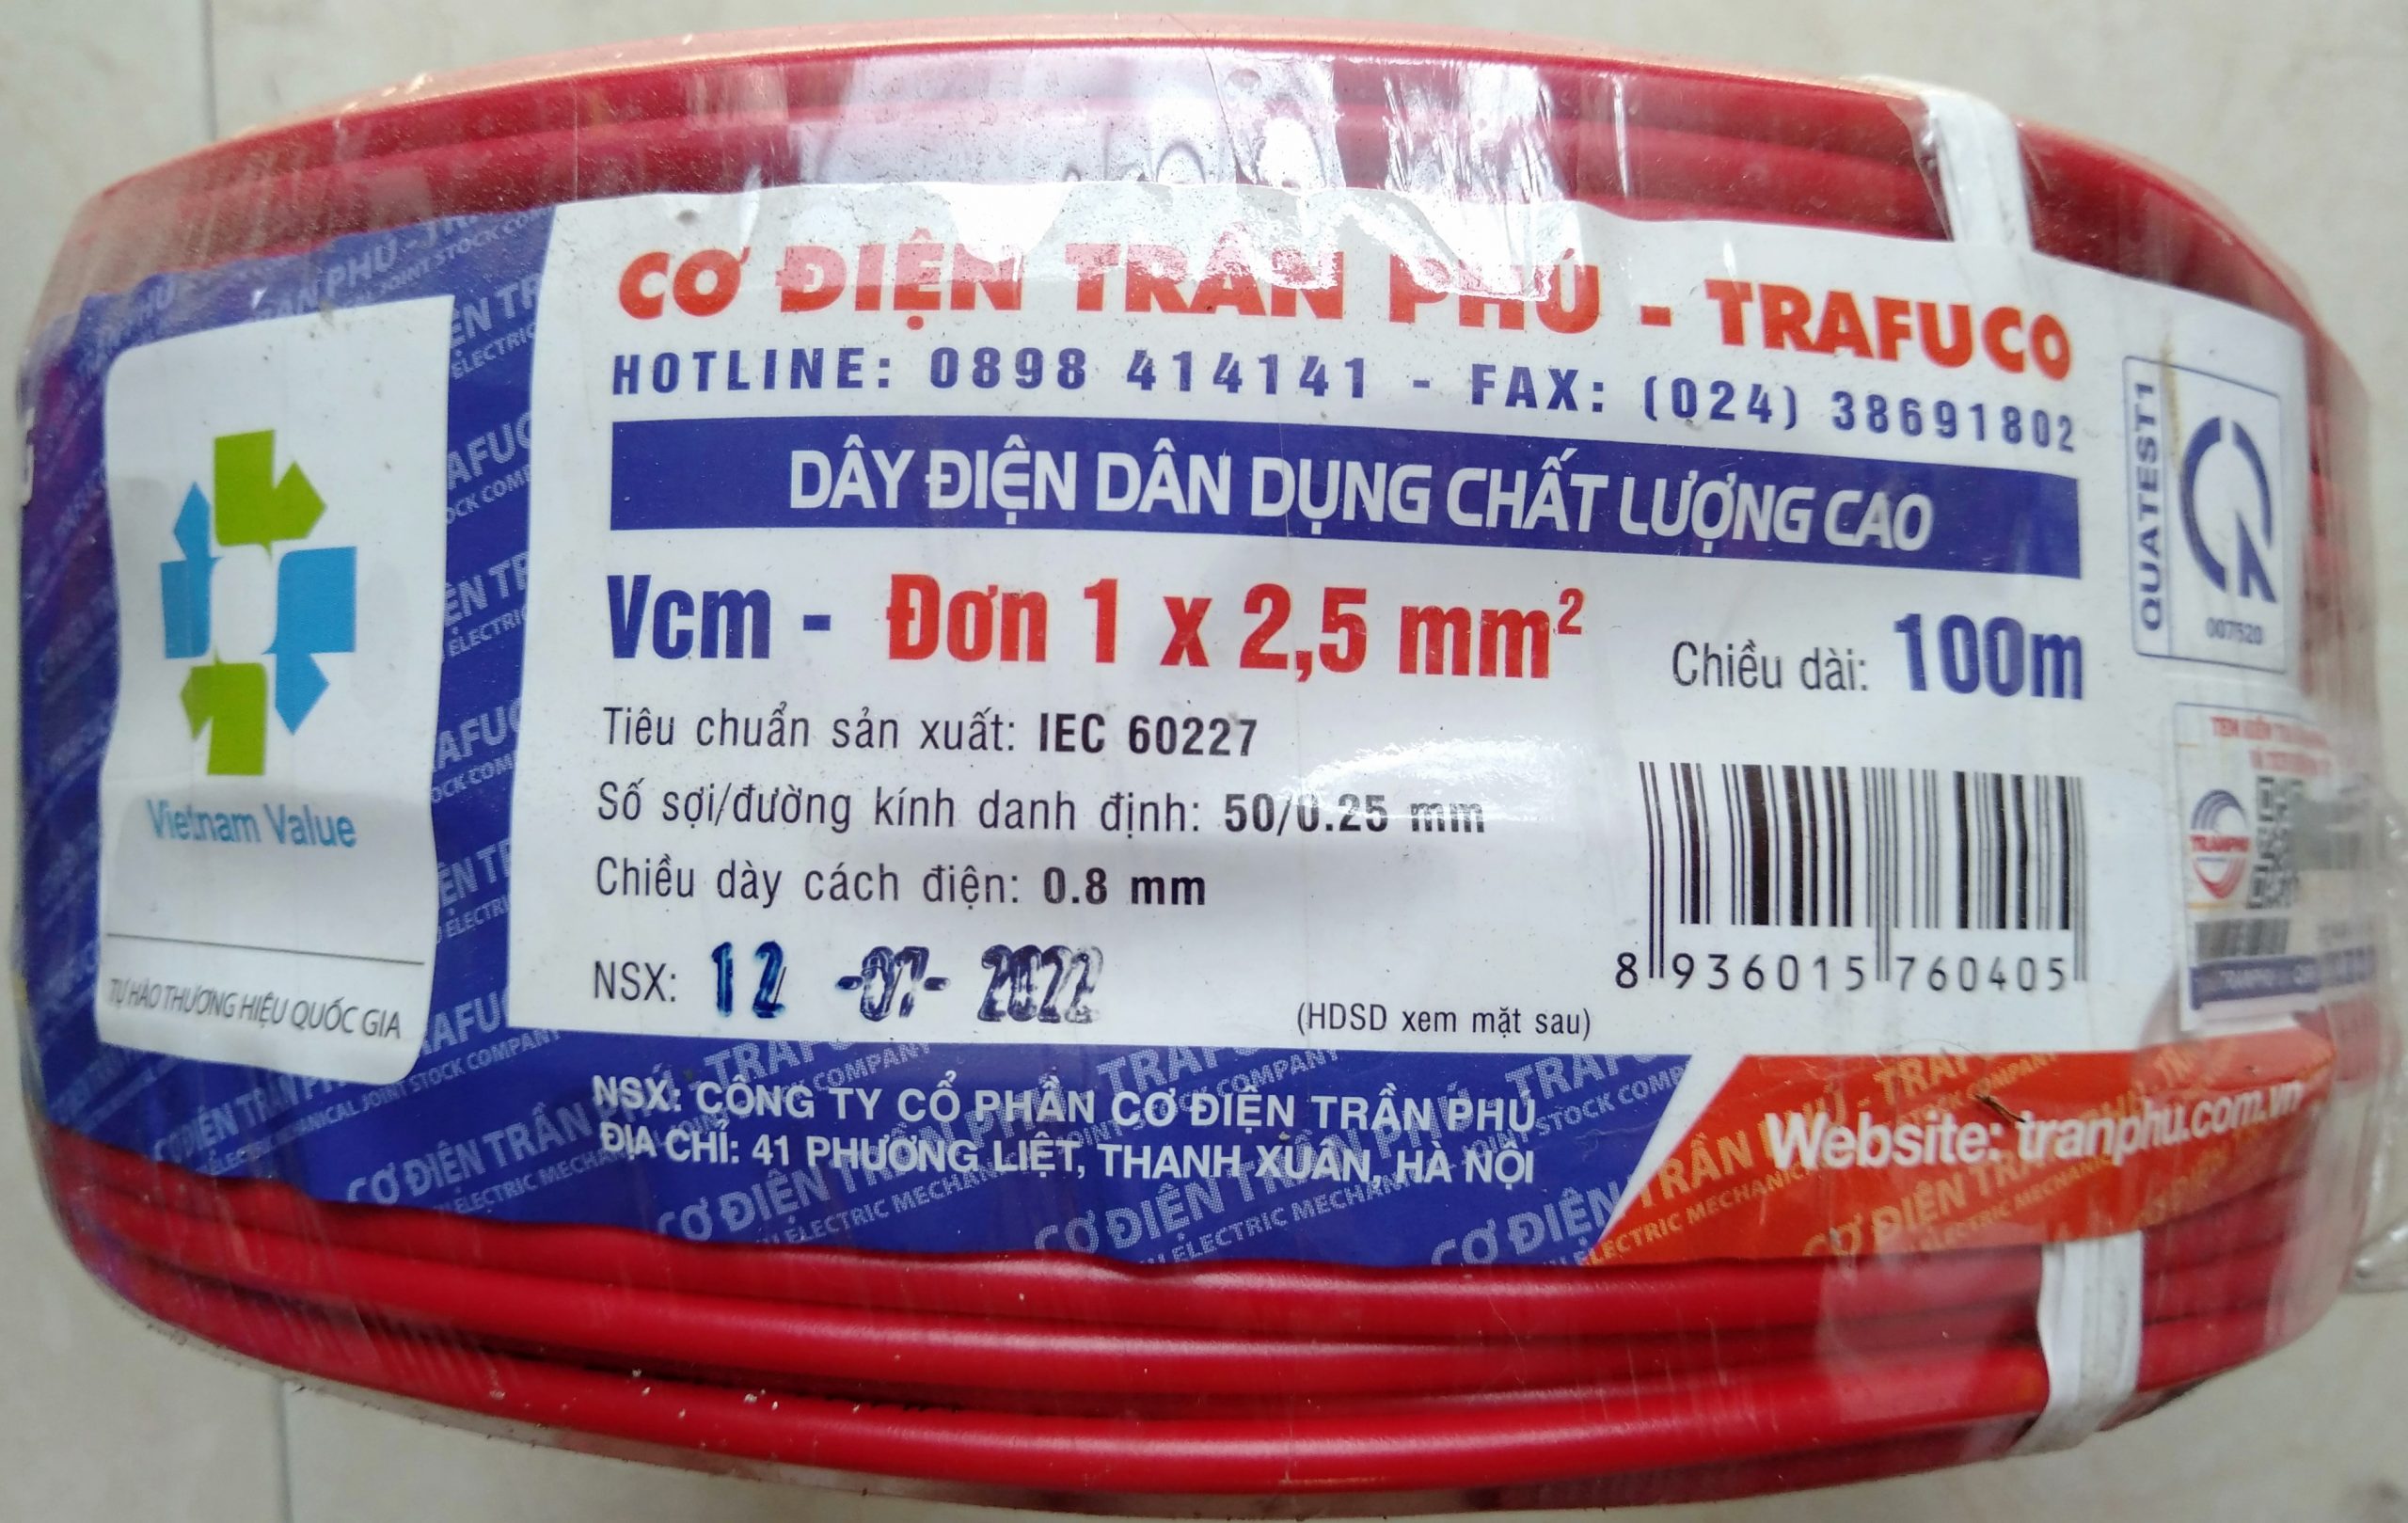 CƠ ĐIỆN TRẦN PHÚ - TRAFUCO
HOTLINE: 0898 414141 - FAX: (024) 38691802
DÂY ĐIỆN DÂN DỤNG CHẤT LƯỢNG CAO
Vcm - Đơn 1 x 2,5 mm²
Chiều dài: 100m
Tiêu chuẩn sản xuất: IEC 60227
Số sợi/đường kính danh định: 50/0.25 mm
Chiều dày cách điện: 0.8 mm
NSX: 12 -07- 2022
(HDSD xem mặt sau)
8 936015 760405
NSX: CÔNG TY CỔ PHẦN CƠ ĐIỆN TRẦN PHÚ
ĐỊA CHỈ: 41 PHƯƠNG LIỆT, THANH XUÂN, HÀ NỘI
Website: tranphu.com.vn
Vietnam Value
TỰ HÀO THƯƠNG HIỆU QUỐC GIA
QUATEST1
007520
TRANPHU